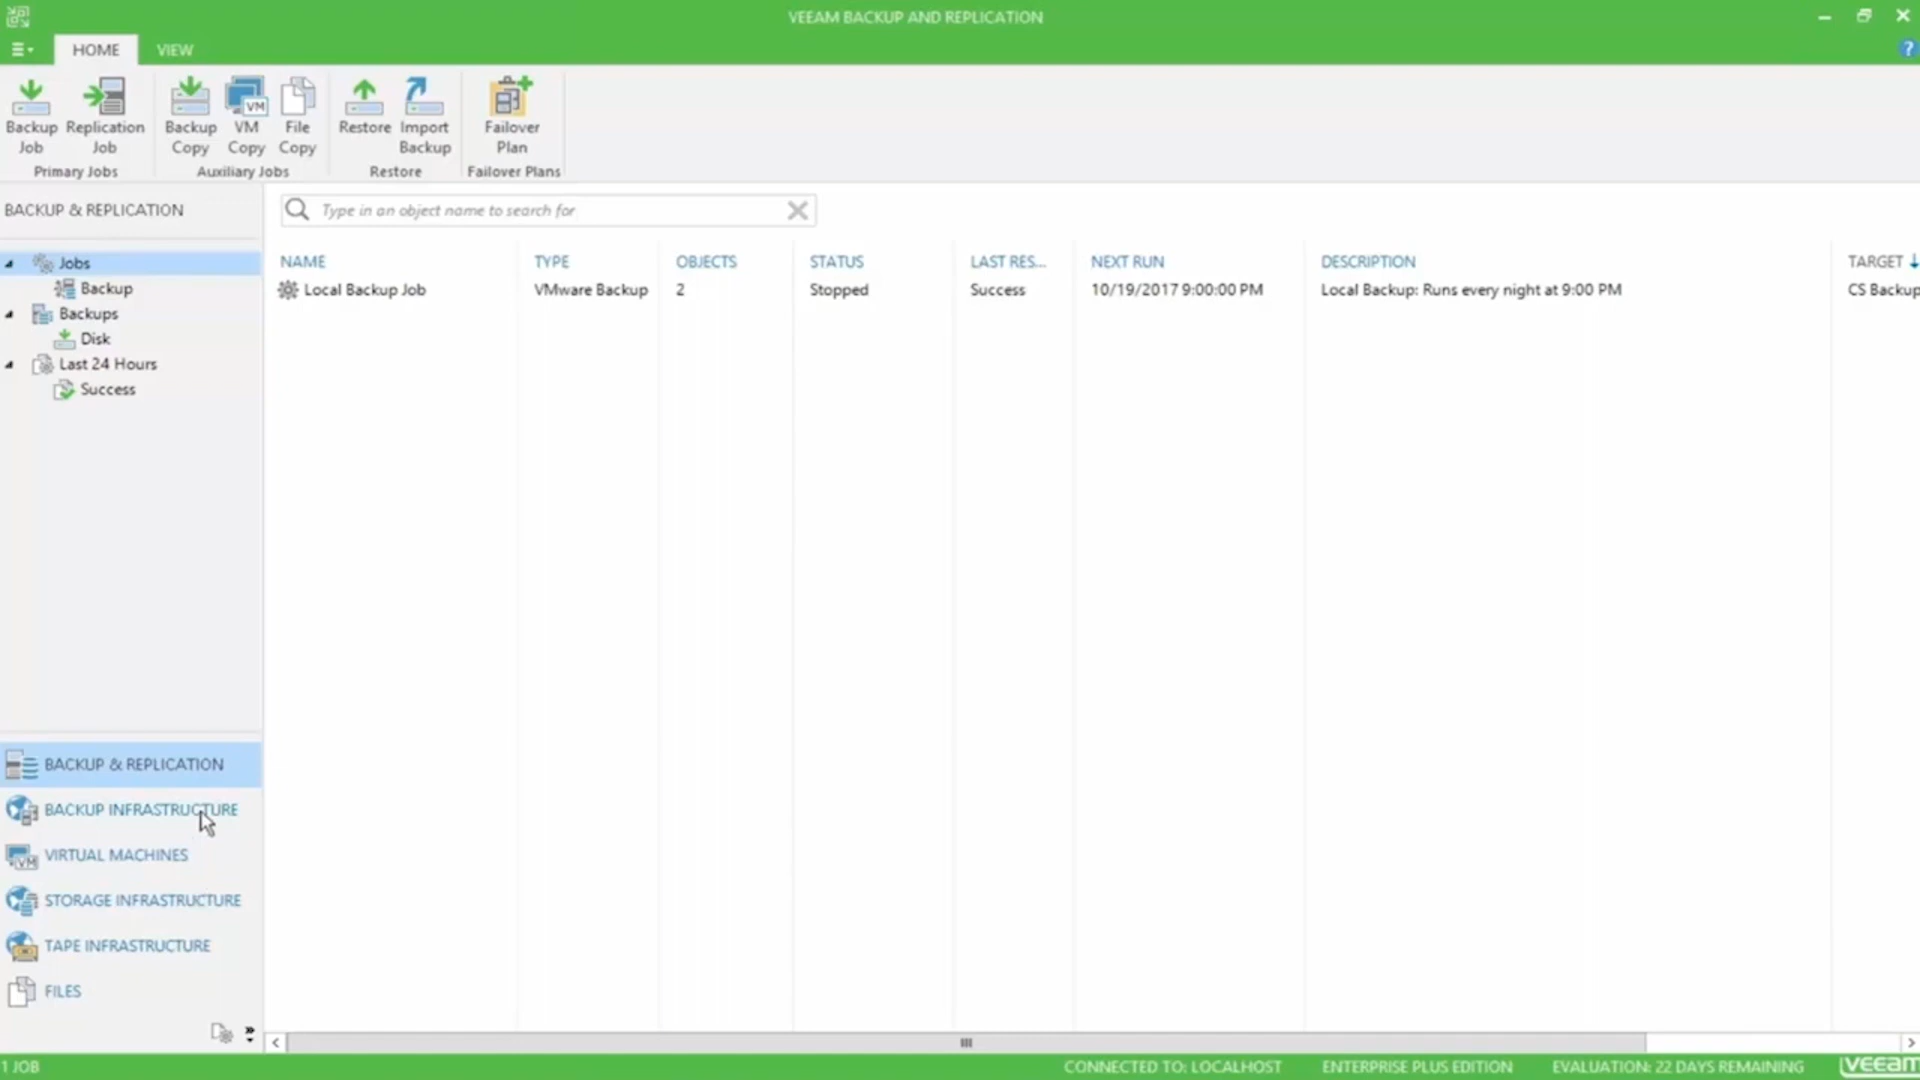 VEEAM BACKUP AND REPLICATION
HOME VIEW
?
Backup Job
Replication Job
Primary Jobs
Backup Copy
VM
VM Copy
File Copy
Auxiliary Jobs
Restore
Import Backup
Restore
Failover Plan
Failover Plans
BACKUP & REPLICATION
Jobs
Backup
Backups
Disk
Last 24 Hours
Success
Type in an object name to search for
NAME TYPE OBJECTS STATUS LAST RES... NEXT RUN DESCRIPTION TARGET
Local Backup Job VMware Backup 2 Stopped Success 10/19/2017 9:00:00 PM Local Backup: Runs every night at 9:00 PM CS Backup
BACKUP & REPLICATION
BACKUP INFRASTRUCTURE
VM
VIRTUAL MACHINES
STORAGE INFRASTRUCTURE
TAPE INFRASTRUCTURE
FILES
1 JOB CONNECTED TO: LOCALHOST ENTERPRISE PLUS EDITION EVALUATION: 22 DAYS REMAINING veeam